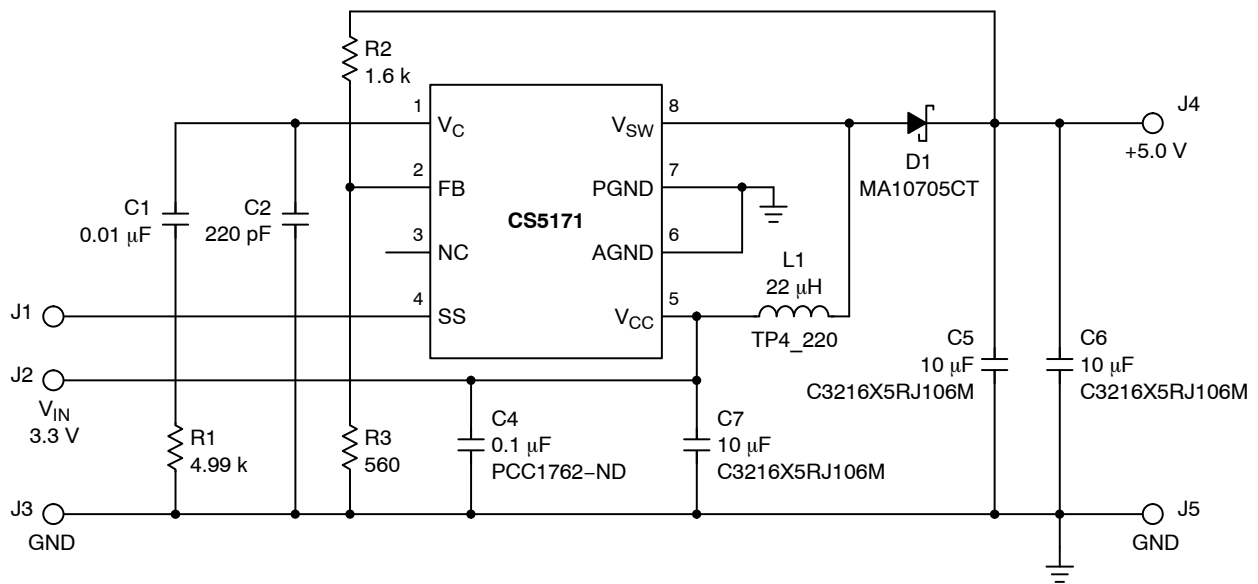 R2
1.6 k
1
V_C
2
FB
3
NC
4
SS
CS5171
8
V_SW
7
PGND
6
AGND
5
V_CC
D1
MA10705CT
J4
+5.0 V
C1
0.01 µF
C2
220 pF
L1
22 µH
TP4_220
J1
J2
V_IN
3.3 V
C5
10 µF
C3216X5RJ106M
C6
10 µF
C3216X5RJ106M
R1
4.99 k
R3
560
C4
0.1 µF
PCC1762–ND
C7
10 µF
C3216X5RJ106M
J3
GND
J5
GND